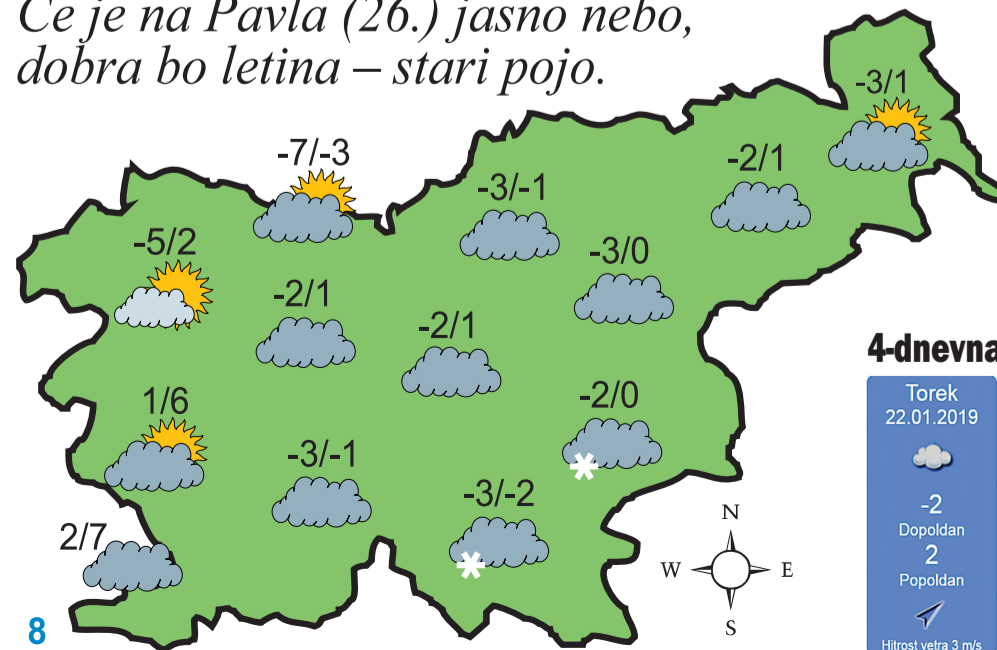 Če je na Pavla (26.) jasno nebo,
dobra bo letina – stari pojo.
-3/1
-7/-3
-2/1
-3/-1
-5/2
-3/0
-2/1
-2/1
4-dnevna
1/6
-2/0
Torek
22.01.2019
-3/-1
-3/-2
-2
Dopoldan
2
Popoldan
N
2/7
W
E
S
8
Hitrost vetra 3 m/s